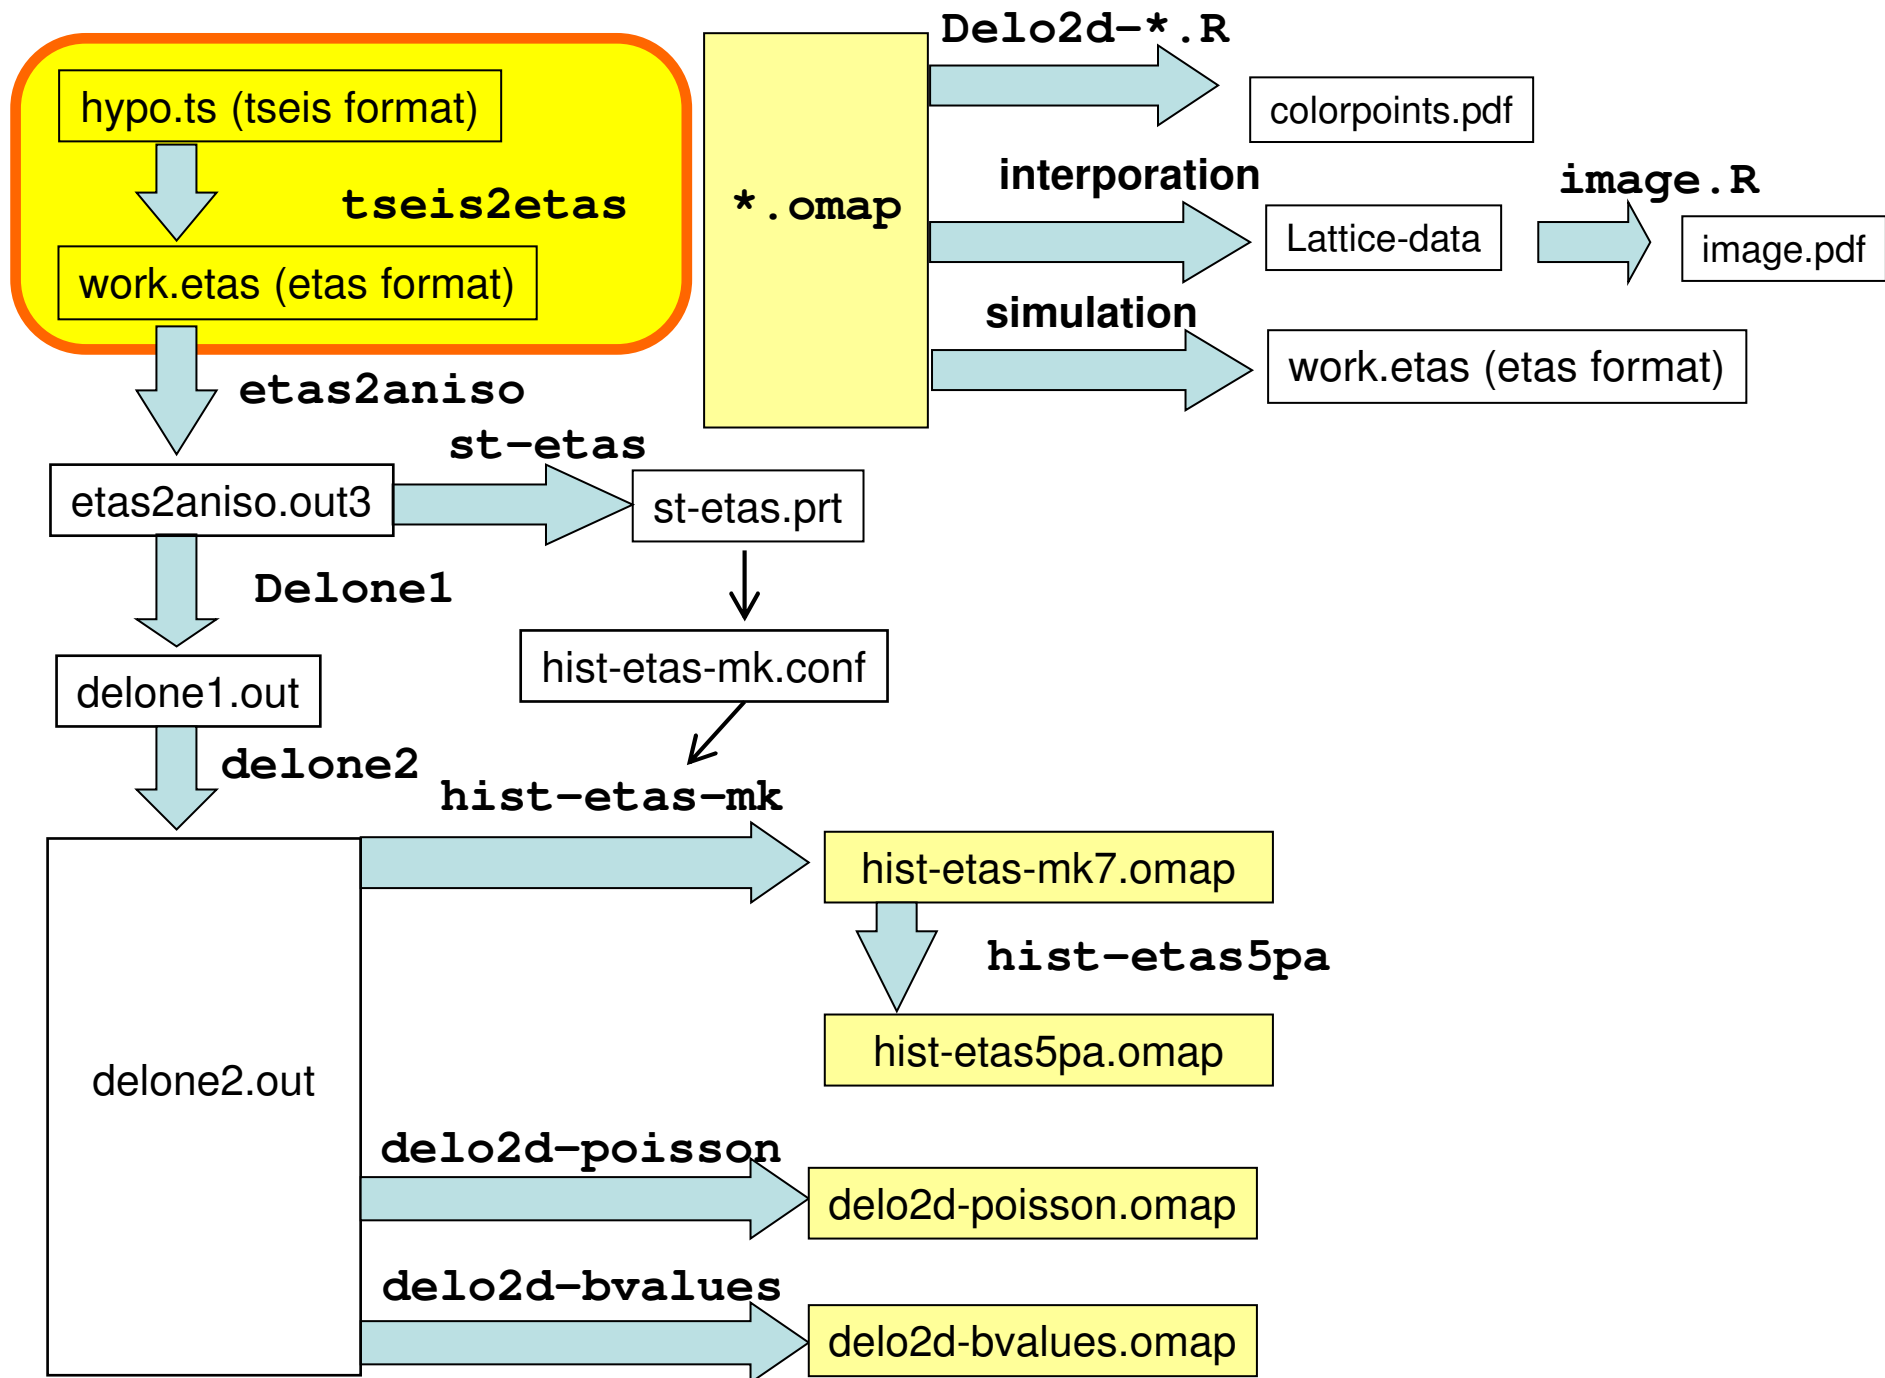 hypo.ts (tseis format)
tseis2etas
work.etas (etas format)
etas2aniso
etas2aniso.out3
st-etas
st-etas.prt
hist-etas-mk.conf
Delone1
delone1.out
delone2
hist-etas-mk
delone2.out
hist-etas-mk7.omap
hist-etas5pa
hist-etas5pa.omap
delo2d-poisson
delo2d-poisson.omap
delo2d-bvalues
delo2d-bvalues.omap
*.omap
Delo2d-*.R
colorpoints.pdf
interporation
Lattice-data
image.R
image.pdf
simulation
work.etas (etas format)